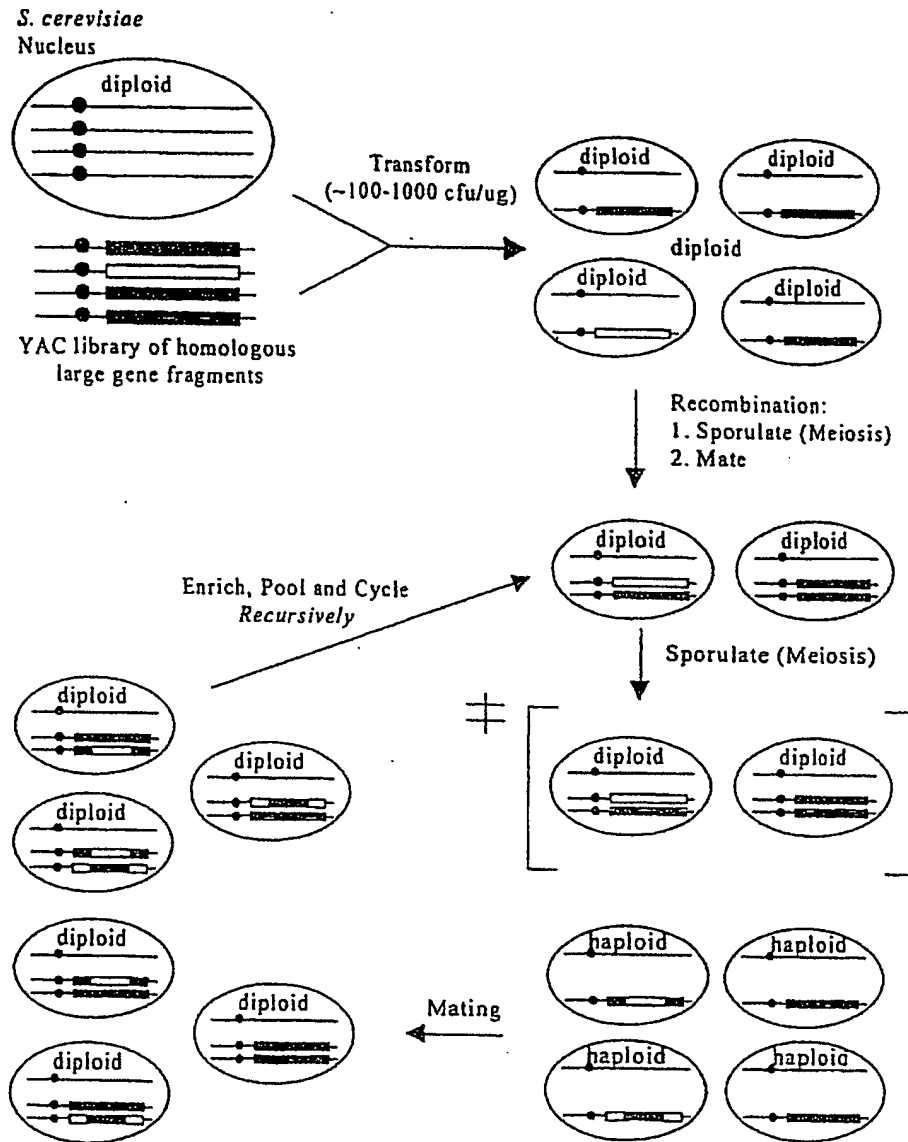 S. cerevisiae
Nucleus
diploid
YAC library of homologous
large gene fragments
Transform
(~100-1000 cfu/ug)
diploid
diploid
diploid
diploid
diploid
Recombination:
1. Sporulate (Meiosis)
2. Mate
diploid
diploid
Enrich, Pool and Cycle
Recursively
Sporulate (Meiosis)
diploid
diploid
diploid
diploid
diploid
diploid
diploid
diploid
Mating
haploid
haploid
haploid
haploid